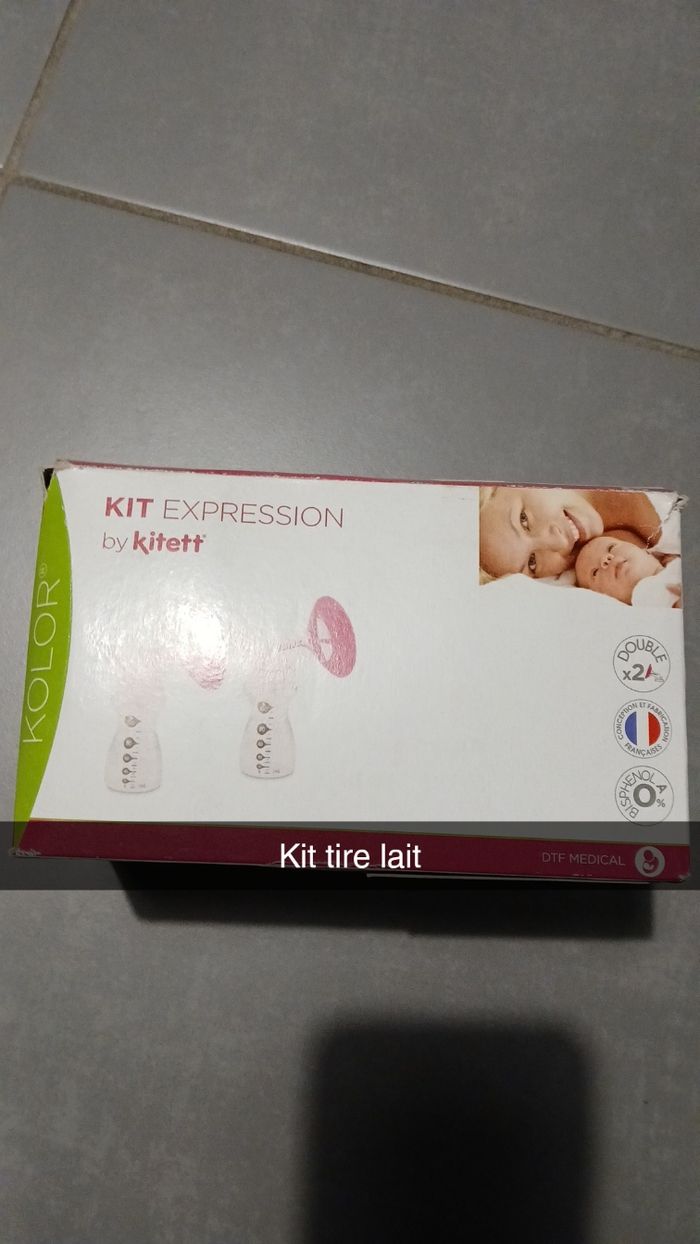 KIT EXPRESSION
by kitett®
KOLOR®
DOUBLE
x2
CONCEPTION ET FABRICATION
FRANÇAISES
BISPHENOL A
0%
Kit tire lait
DTF MEDICAL